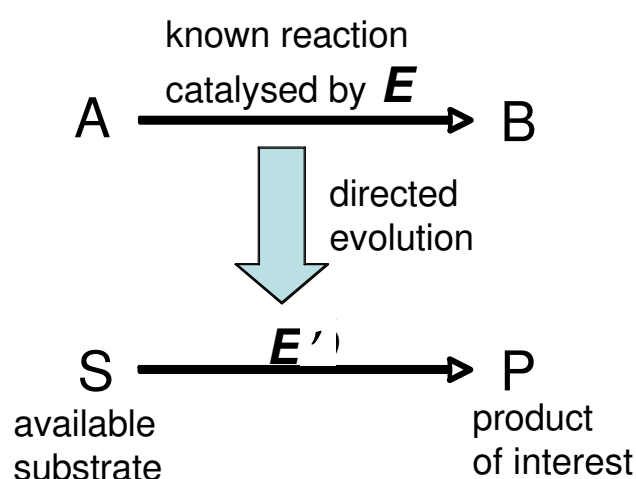 known reaction
catalysed by E
A B
directed
evolution
E′)
S P
available
substrate
product
of interest